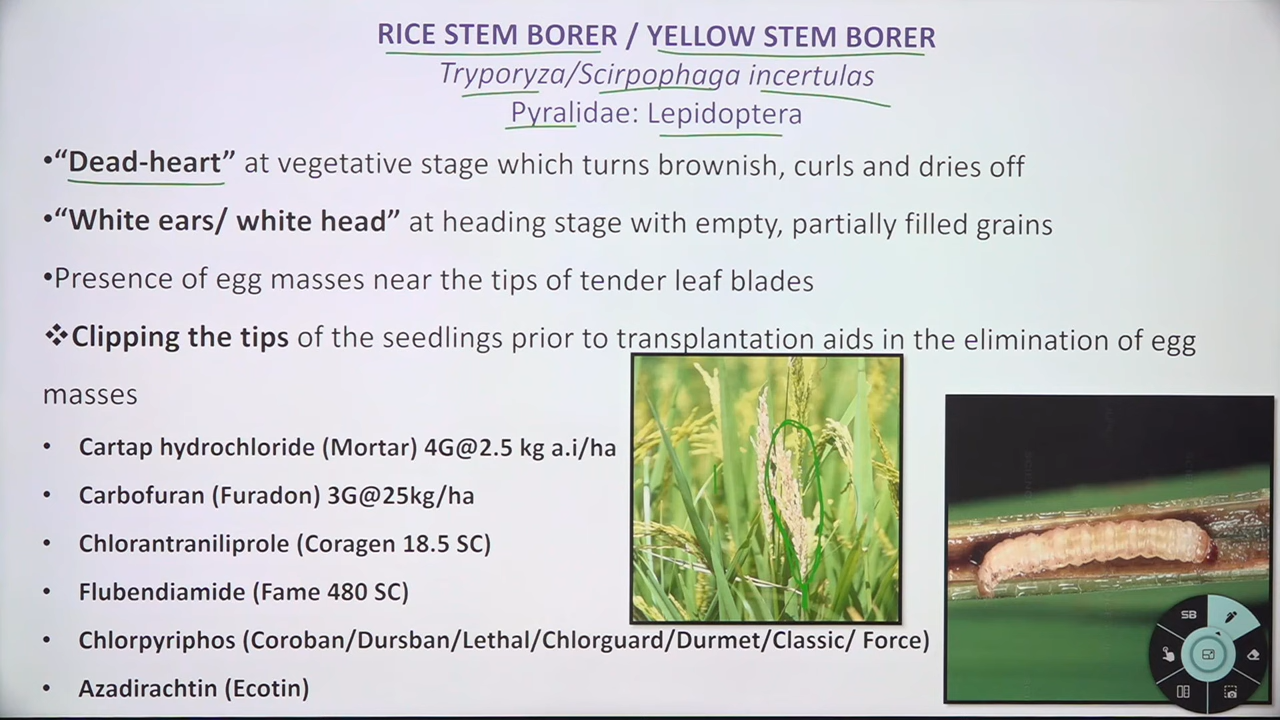 RICE STEM BORER / YELLOW STEM BORER
Tryporyza/Scirpophaga incertulas
Pyralidae: Lepidoptera
•“Dead-heart” at vegetative stage which turns brownish, curls and dries off
•“White ears/ white head” at heading stage with empty, partially filled grains
•Presence of egg masses near the tips of tender leaf blades
❖Clipping the tips of the seedlings prior to transplantation aids in the elimination of egg
masses
• Cartap hydrochloride (Mortar) 4G@2.5 kg a.i/ha
• Carbofuran (Furadon) 3G@25kg/ha
• Chlorantraniliprole (Coragen 18.5 SC)
• Flubendiamide (Fame 480 SC)
• Chlorpyriphos (Coroban/Dursban/Lethal/Chlorguard/Durmet/Classic/ Force)
• Azadirachtin (Ecotin)
SB